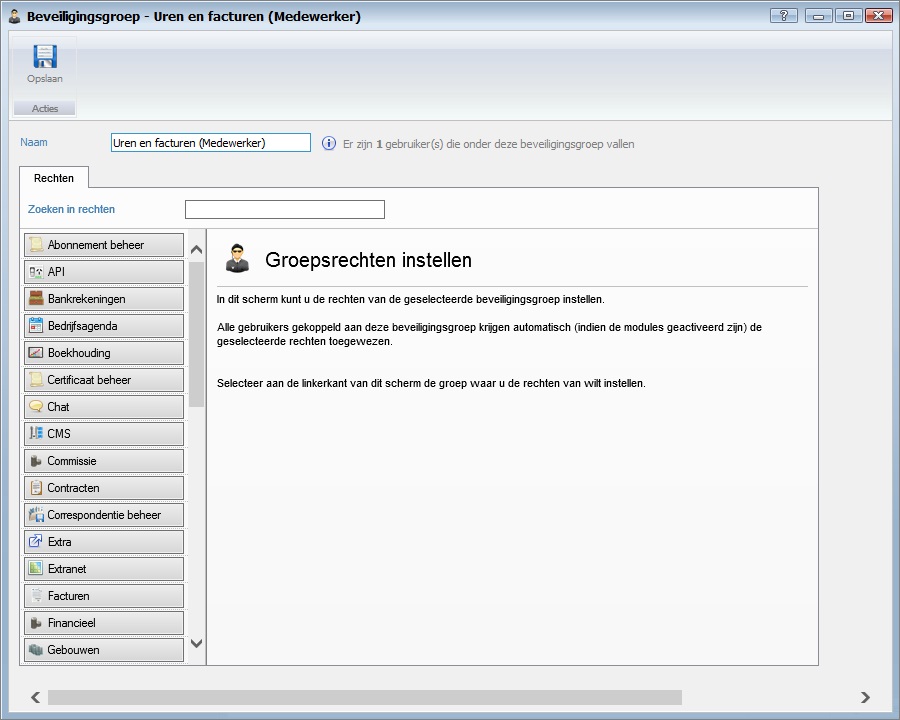 Beveiligingsgroep - Uren en facturen (Medewerker)
?
Opslaan
Acties
Naam
Uren en facturen (Medewerker)
i Er zijn 1 gebruiker(s) die onder deze beveiligingsgroep vallen
Rechten
Zoeken in rechten
Abonnement beheer
API
Bankrekeningen
Bedrijfsagenda
Boekhouding
Certificaat beheer
Chat
CMS
Commissie
Contracten
Correspondentie beheer
Extra
Extranet
Facturen
Financieel
Gebouwen
Groepsrechten instellen
In dit scherm kunt u de rechten van de geselecteerde beveiligingsgroep instellen.
Alle gebruikers gekoppeld aan deze beveiligingsgroep krijgen automatisch (indien de modules geactiveerd zijn) de
geselecteerde rechten toegewezen.
Selecteer aan de linkerkant van dit scherm de groep waar u de rechten van wilt instellen.